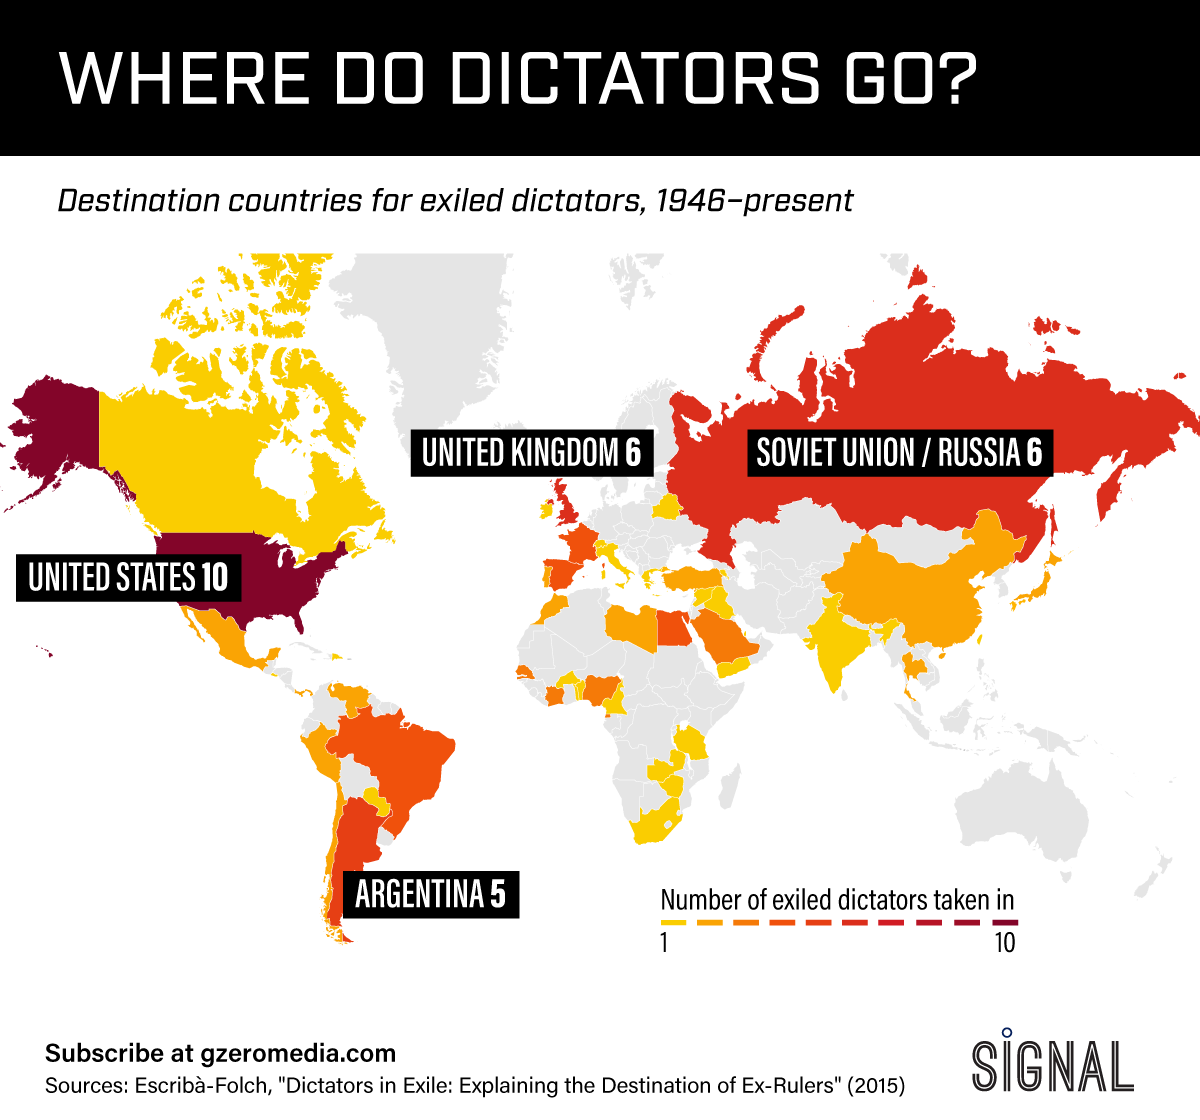 WHERE DO DICTATORS GO?
Destination countries for exiled dictators, 1946–present
UNITED KINGDOM 6
SOVIET UNION / RUSSIA 6
UNITED STATES 10
ARGENTINA 5
Number of exiled dictators taken in
1
10
Subscribe at gzeromedia.com
Sources: Escribà-Folch, "Dictators in Exile: Explaining the Destination of Ex-Rulers" (2015)
SIGNAL